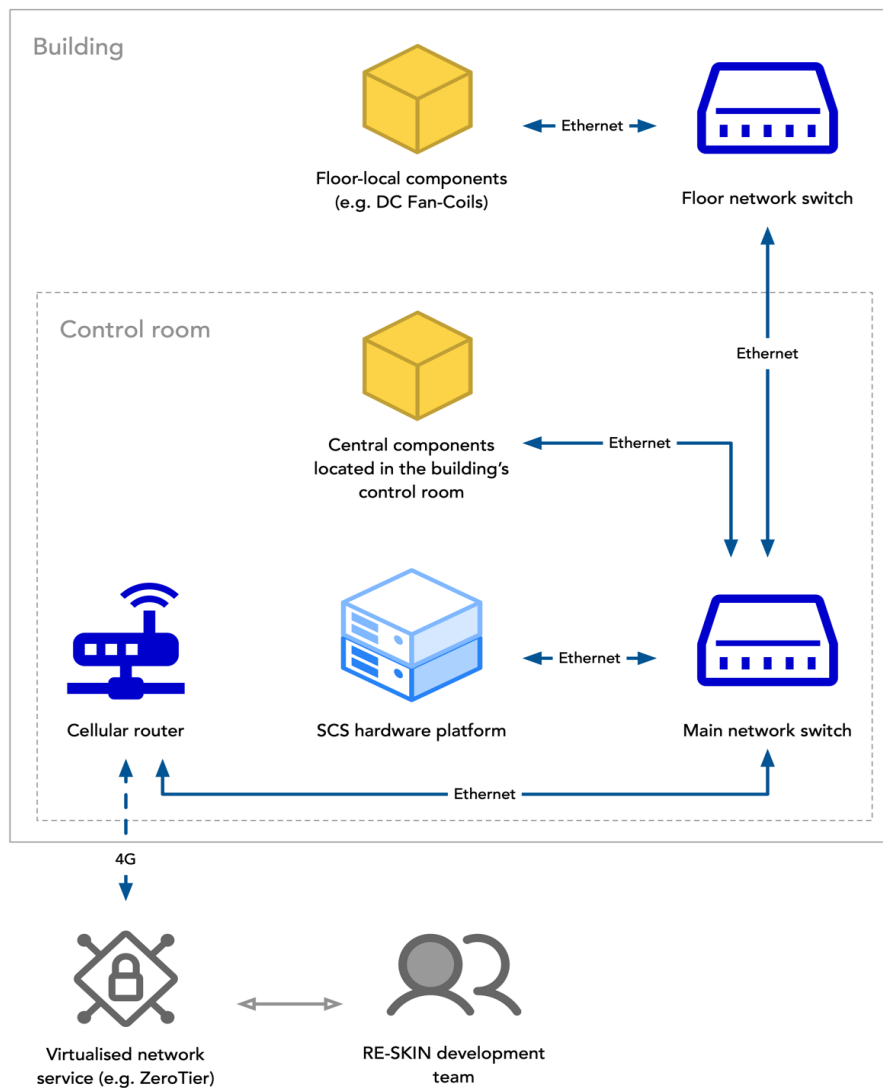 Building
Ethernet
Floor-local components
(e.g. DC Fan-Coils)
Floor network switch
Control room
Ethernet
Ethernet
Central components
located in the building’s
control room
Ethernet
Cellular router
SCS hardware platform
Main network switch
Ethernet
4G
Virtualised network
service (e.g. ZeroTier)
RE-SKIN development
team